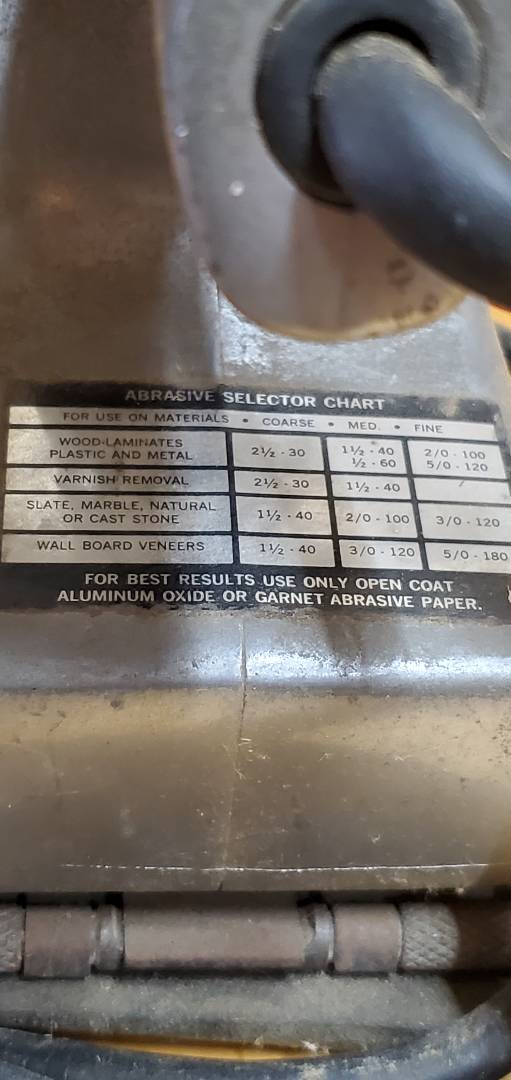 ABRASIVE SELECTOR CHART
FOR USE ON MATERIALS • COARSE • MED. • FINE
WOOD-LAMINATES
PLASTIC AND METAL 2½ - 30 1½ - 40 2/0 - 100
½ - 60 5/0 - 120
VARNISH REMOVAL 2½ - 30 1½ - 40
SLATE, MARBLE, NATURAL
OR CAST STONE 1½ - 40 2/0 - 100 3/0 - 120
WALL BOARD VENEERS 1½ - 40 3/0 - 120 5/0 - 180
FOR BEST RESULTS USE ONLY OPEN COAT
ALUMINUM OXIDE OR GARNET ABRASIVE PAPER.